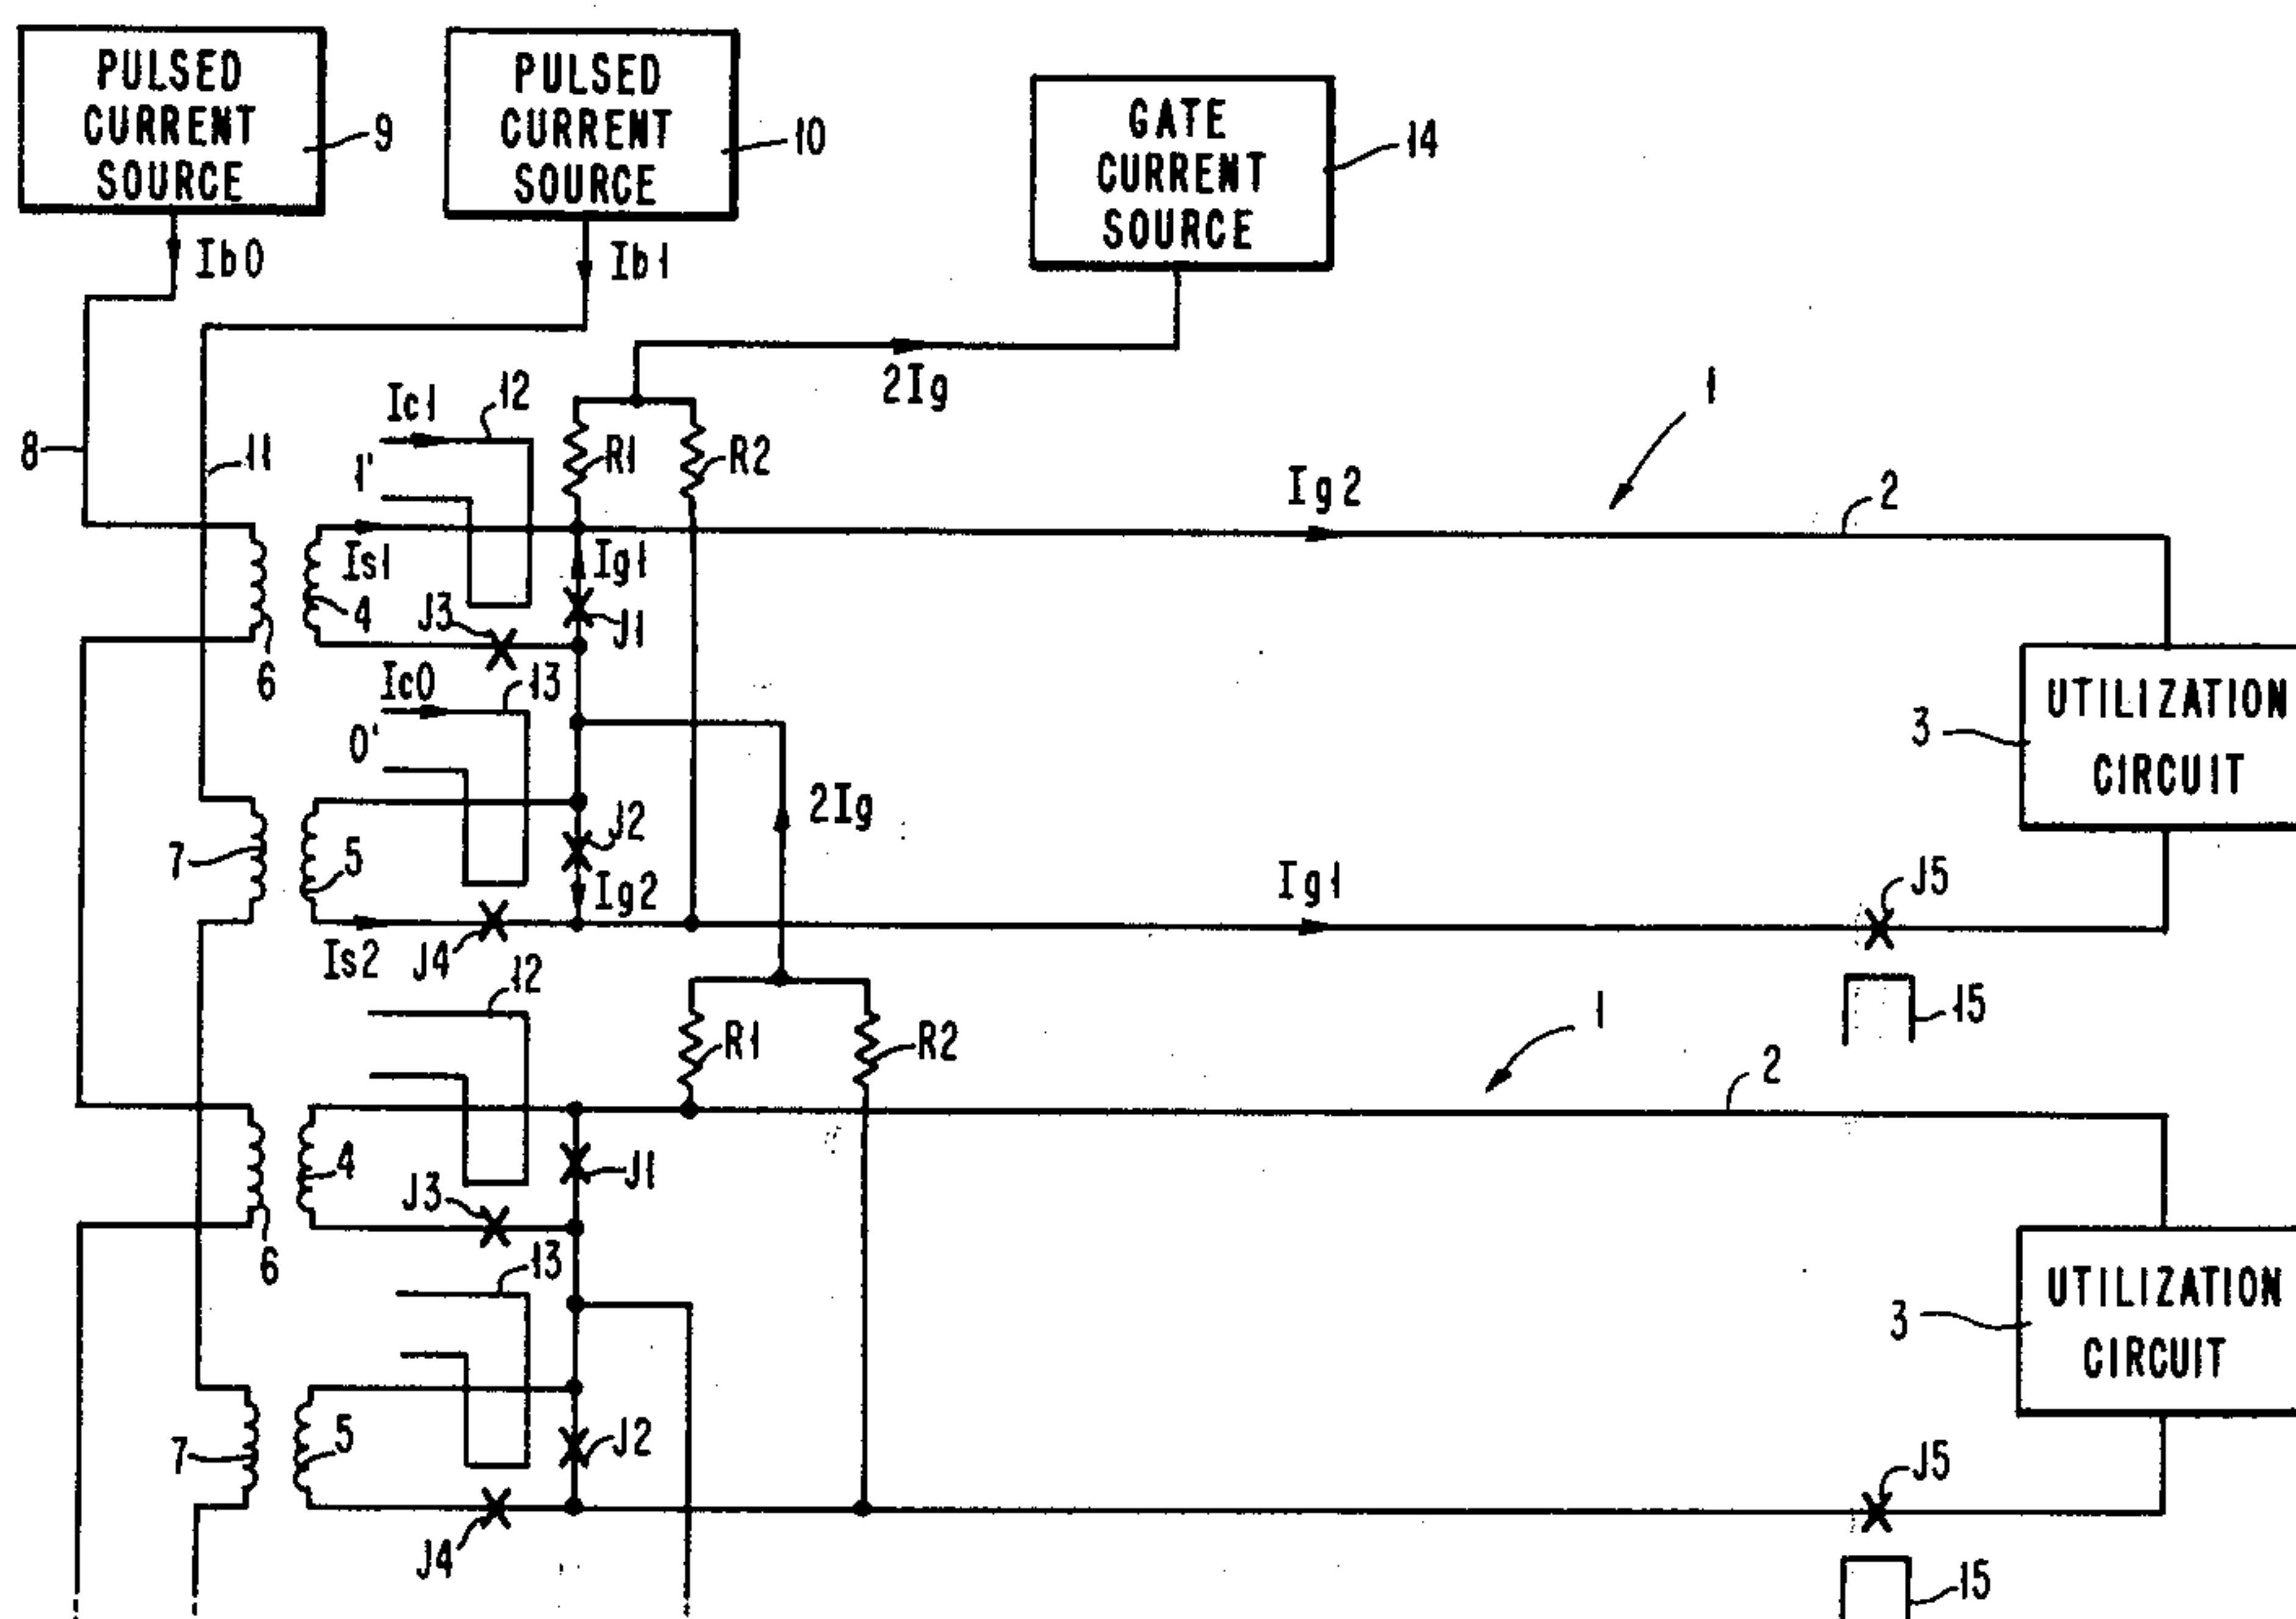 PULSED
CURRENT
SOURCE
9
PULSED
CURRENT
SOURCE
10
GATE
CURRENT
SOURCE
14
Ib0
Ib1
2Ig
1
Ic1
12
8
11
1'
R1
R2
Ig2
2
Is1
Ig1
4
J3
J1
6
Ic0
13
0'
UTILIZATION
CIRCUIT
3
2Ig
J2
7
5
Ig2
Ig1
J5
Is2
J4
12
15
R1
R2
1
2
4
J3
J1
6
13
UTILIZATION
CIRCUIT
3
7
5
J2
J5
J4
15